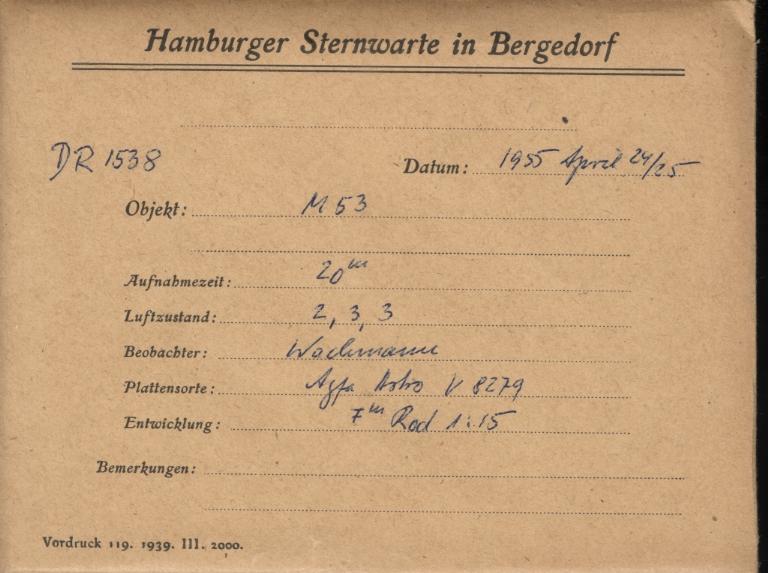 Hamburger Sternwarte in Bergedorf
DR 1538 Datum: 1955 April 24/25
Objekt: M 53
Aufnahmezeit: 20m
Luftzustand: 2, 3, 3
Beobachter: Wachmann
Plattensorte: Agfa Astro V 8279
Entwicklung: 7m Rod 1:15
Bemerkungen:
Vordruck 119. 1939. III. 2000.